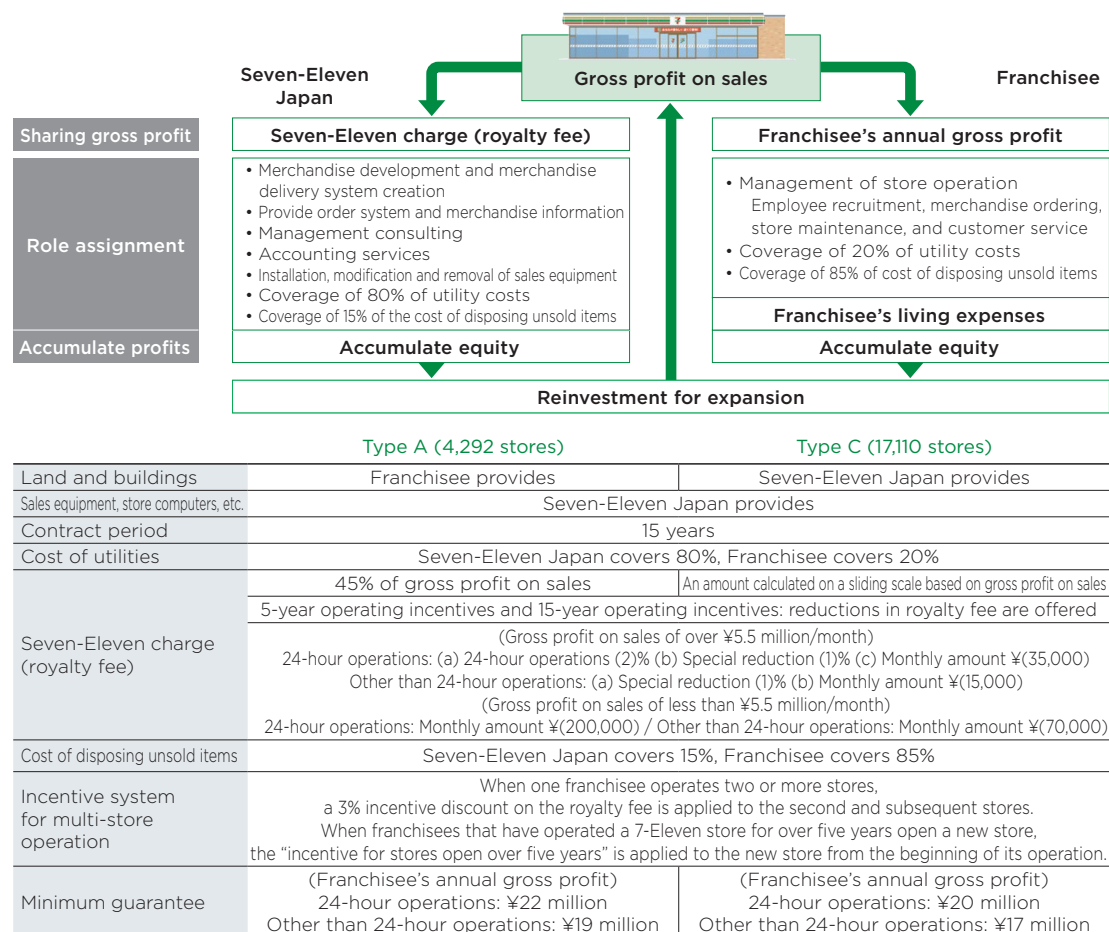 Gross profit on sales
Seven-Eleven
Japan
Franchisee
Sharing gross profit
Seven-Eleven charge (royalty fee)
Franchisee's annual gross profit
Role assignment
• Merchandise development and merchandise
delivery system creation
• Provide order system and merchandise information
• Management consulting
• Accounting services
• Installation, modification and removal of sales equipment
• Coverage of 80% of utility costs
• Coverage of 15% of the cost of disposing unsold items
• Management of store operation
Employee recruitment, merchandise ordering,
store maintenance, and customer service
• Coverage of 20% of utility costs
• Coverage of 85% of cost of disposing unsold items
Franchisee's living expenses
Accumulate profits
Accumulate equity
Accumulate equity
Reinvestment for expansion
Type A (4,292 stores)
Type C (17,110 stores)
Land and buildings
Franchisee provides
Seven-Eleven Japan provides
Sales equipment, store computers, etc.
Seven-Eleven Japan provides
Contract period
15 years
Cost of utilities
Seven-Eleven Japan covers 80%, Franchisee covers 20%
Seven-Eleven charge
(royalty fee)
45% of gross profit on sales
An amount calculated on a sliding scale based on gross profit on sales
5-year operating incentives and 15-year operating incentives: reductions in royalty fee are offered
(Gross profit on sales of over ¥5.5 million/month)
24-hour operations: (a) 24-hour operations (2)% (b) Special reduction (1)% (c) Monthly amount ¥(35,000)
Other than 24-hour operations: (a) Special reduction (1)% (b) Monthly amount ¥(15,000)
(Gross profit on sales of less than ¥5.5 million/month)
24-hour operations: Monthly amount ¥(200,000) / Other than 24-hour operations: Monthly amount ¥(70,000)
Cost of disposing unsold items
Seven-Eleven Japan covers 15%, Franchisee covers 85%
Incentive system
for multi-store
operation
When one franchisee operates two or more stores,
a 3% incentive discount on the royalty fee is applied to the second and subsequent stores.
When franchisees that have operated a 7-Eleven store for over five years open a new store,
the "incentive for stores open over five years" is applied to the new store from the beginning of its operation.
Minimum guarantee
(Franchisee's annual gross profit)
24-hour operations: ¥22 million
Other than 24-hour operations: ¥19 million
(Franchisee's annual gross profit)
24-hour operations: ¥20 million
Other than 24-hour operations: ¥17 million